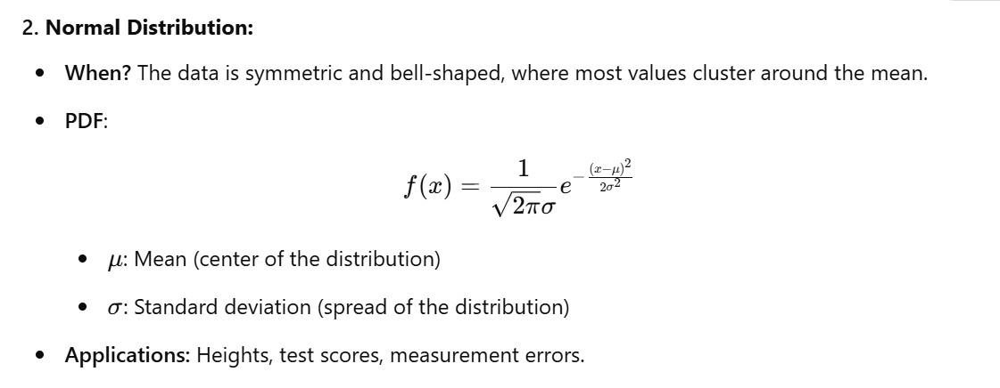 2. Normal Distribution:
• When? The data is symmetric and bell-shaped, where most values cluster around the mean.
• PDF:
f(x) = \frac{1}{\sqrt{2\pi}\sigma} e^{-\frac{(x-\mu)^2}{2\sigma^2}}
• μ: Mean (center of the distribution)
• σ: Standard deviation (spread of the distribution)
• Applications: Heights, test scores, measurement errors.